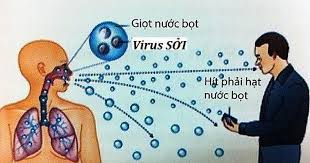 Giọt nước bọt
Virus SỞI
Hít phải hạt
nước bọt